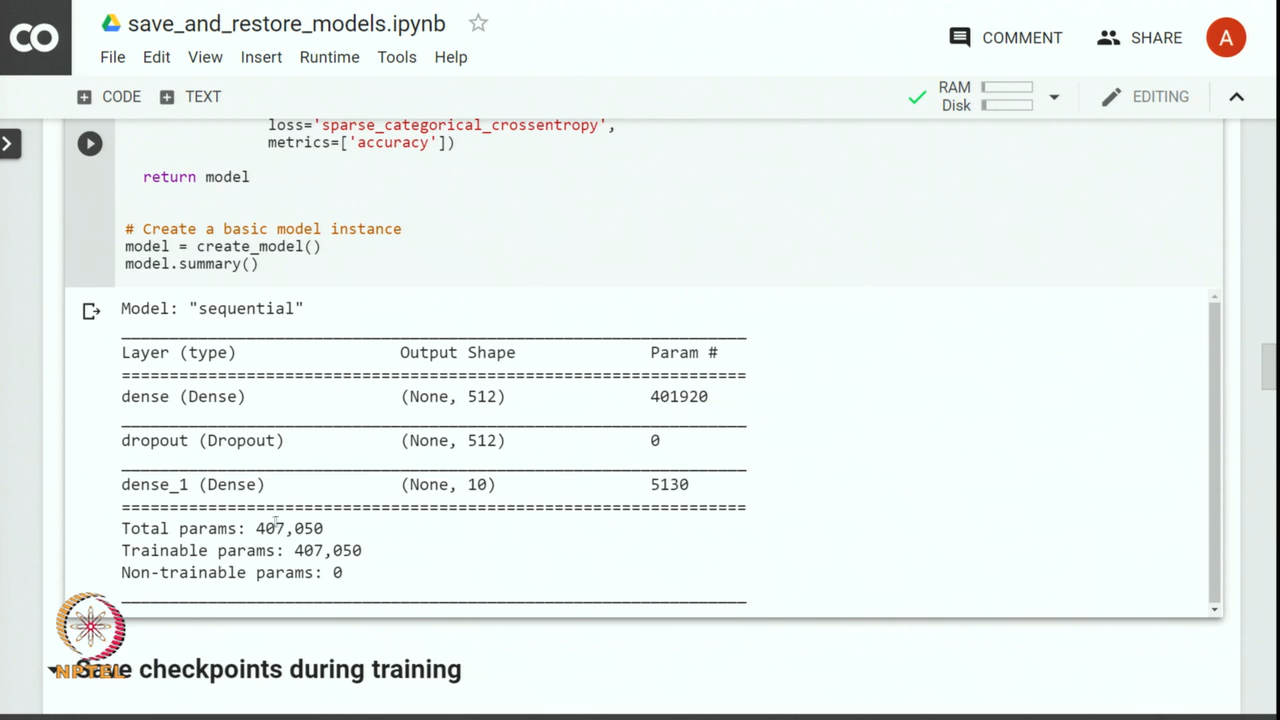 CO save_and_restore_models.ipynb
File Edit View Insert Runtime Tools Help
COMMENT SHARE A
CODE TEXT
RAM
Disk
EDITING
loss='sparse_categorical_crossentropy',
metrics=['accuracy'])
return model
# Create a basic model instance
model = create_model()
model.summary()
Model: "sequential"
Layer (type) Output Shape Param #
=================================================================
dense (Dense) (None, 512) 401920
dropout (Dropout) (None, 512) 0
dense_1 (Dense) (None, 10) 5130
=================================================================
Total params: 407,050
Trainable params: 407,050
Non-trainable params: 0
Save checkpoints during training
NPTEL